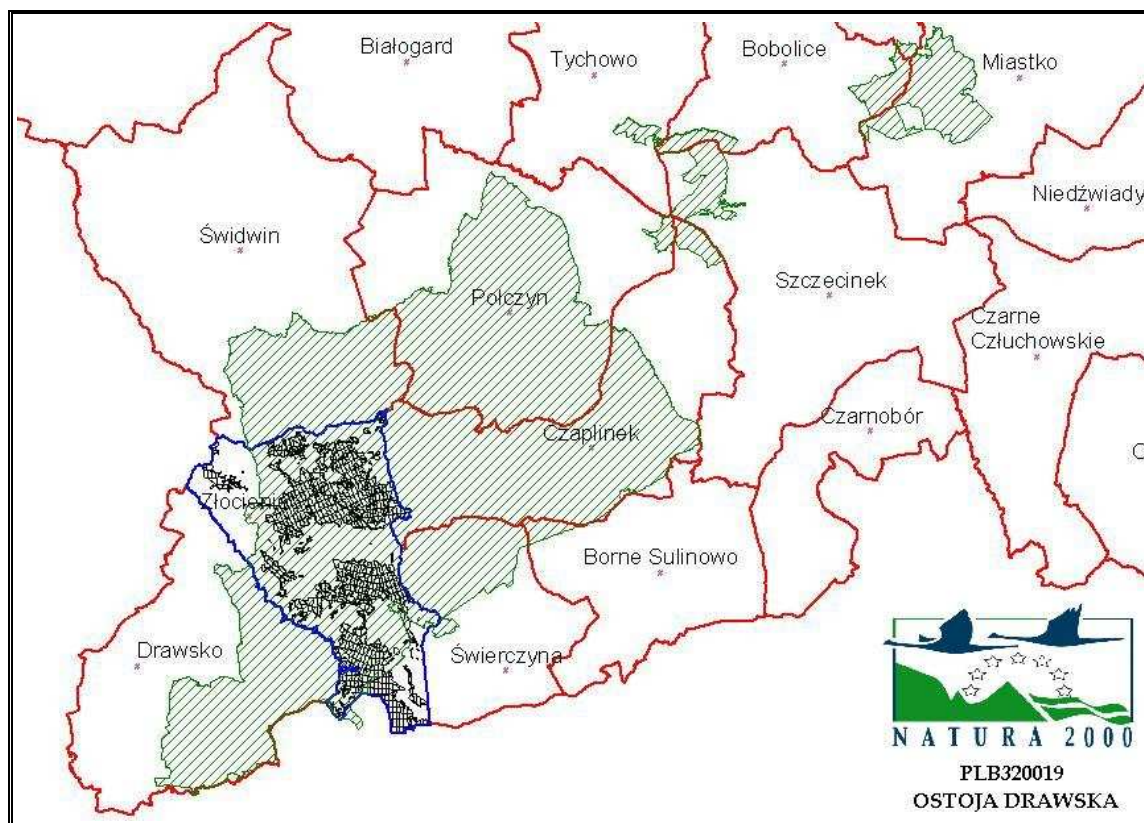 Białogard
Tychowo
Bobolice
Miastko
Niedźwiady
Świdwin
Szczecinek
Połczyn
Czarne
Człuchowskie
Czarnobór
Czaplinek
Borne Sulinowo
Drawsko
Świerczyna
NATURA 2000
PLB320019
OSTOJA DRAWSKA